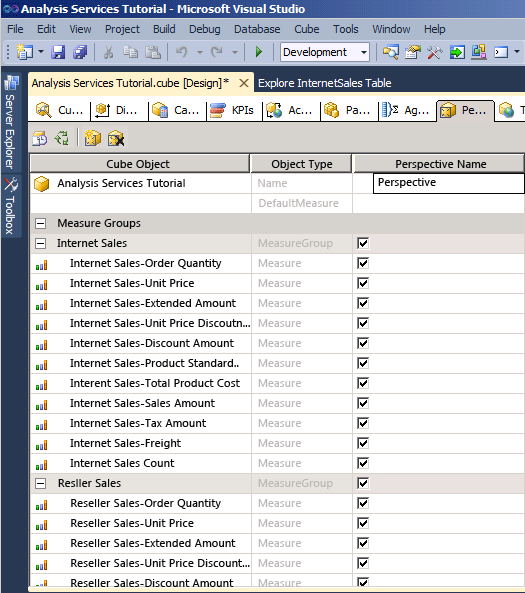 Analysis Services Tutorial - Microsoft Visual Studio
File Edit View Project Build Debug Database Cube Tools Window Help
Development
Analysis Services Tutorial.cube [Design]* Explore InternetSales Table
Cu... Di... Ca... KPIs Ac... Pa... Ag... Pe... T
Server Explorer
Toolbox
Cube Object Object Type Perspective Name
Analysis Services Tutorial Name Perspective
DefaultMeasure
Measure Groups
Internet Sales MeasureGroup
Internet Sales-Order Quantity Measure
Internet Sales-Unit Price Measure
Internet Sales-Extended Amount Measure
Internet Sales-Unit Price Discoutn... Measure
Internet Sales-Discount Amount Measure
Internet Sales-Product Standard.. Measure
Interent Sales-Total Product Cost Measure
Internet Sales-Sales Amount Measure
Internet Sales-Tax Amount Measure
Internet Sales-Freight Measure
Internet Sales Count Measure
Resller Sales MeasureGroup
Reseller Sales-Order Quantity Measure
Reseller Sales-Unit Price Measure
Reseller Sales-Extended Amount Measure
Reseller Sales-Unit Price Discount... Measure
Reseller Sales-Discount Amount Measure